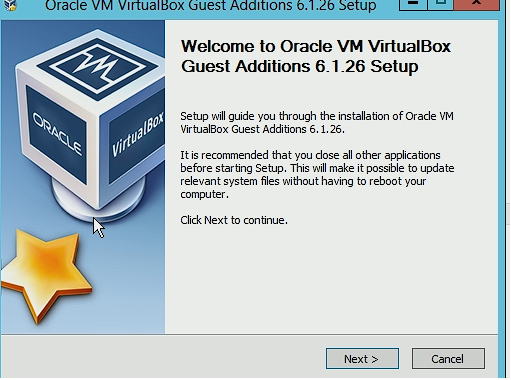 Oracle VM VirtualBox Guest Additions 6.1.26 Setup
Welcome to Oracle VM VirtualBox
Guest Additions 6.1.26 Setup
ORACLE
VirtualBox
Setup will guide you through the installation of Oracle VM
VirtualBox Guest Additions 6.1.26.
It is recommended that you close all other applications
before starting Setup. This will make it possible to update
relevant system files without having to reboot your
computer.
Click Next to continue.
Next >
Cancel